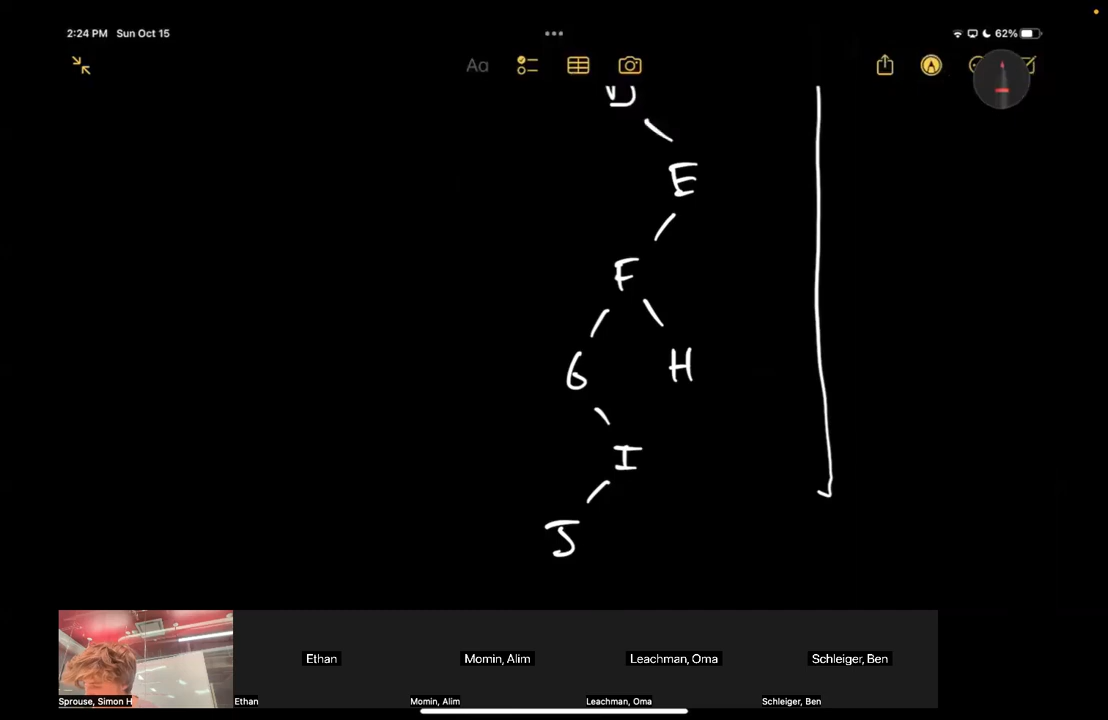 2:24 PM Sun Oct 15
62%
Aa
D
E
F
G
H
I
J
Ethan
Momin, Alim
Leachman, Oma
Schleiger, Ben
Sprouse, Simon H
Ethan
Momin, Alim
Leachman, Oma
Schleiger, Ben